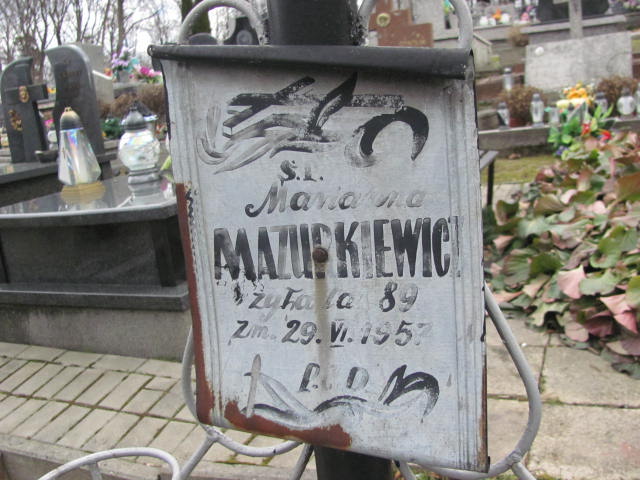 Ś.P.
Marianna
MAZURKIEWICZ
Żyła lat 89
zm. 29. VI. 1957